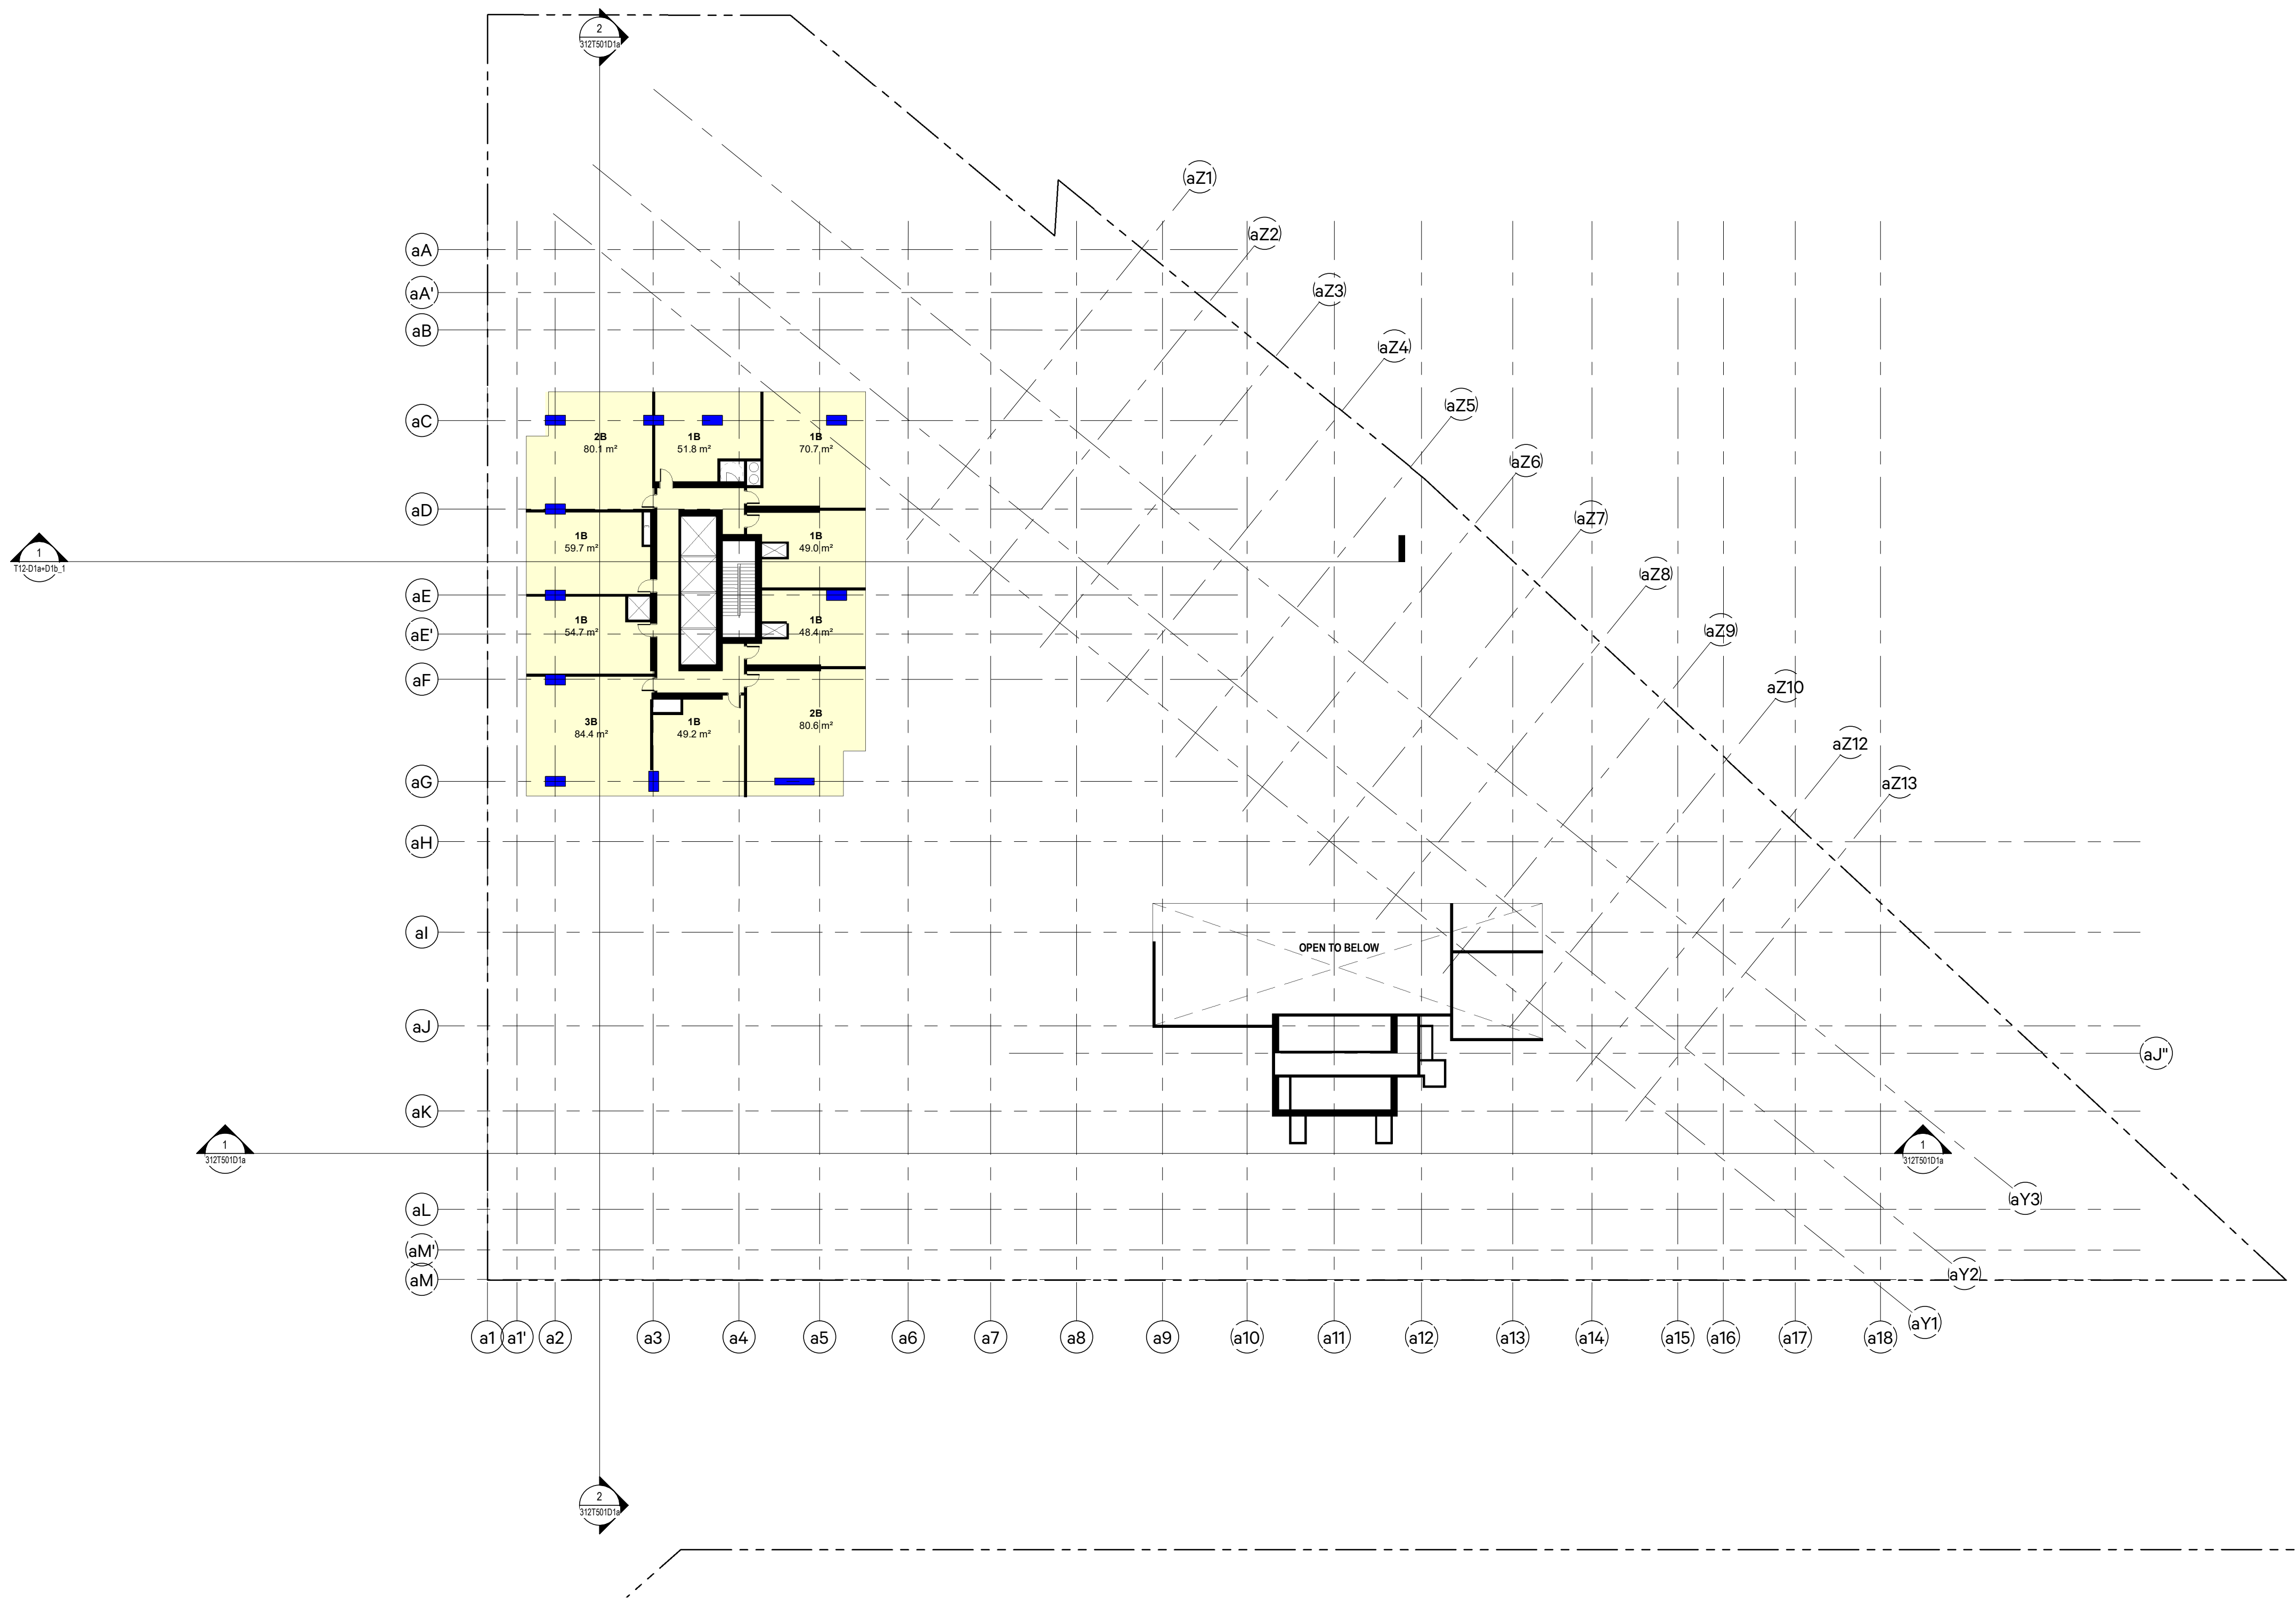 2
312T501D1a
aZ1
aZ2
aA
aZ3
aA'
aB
aZ4
aZ5
aC
2B
80.1 m²
1B
51.8 m²
1B
70.7 m²
aZ6
aD
aZ7
1B
59.7 m²
1B
49.0 m²
1
T12-D1a+D1b_1
aZ8
aE
1B
54.7 m²
1B
48.4 m²
aE'
aZ9
aF
aZ10
3B
84.4 m²
1B
49.2 m²
2B
80.6 m²
aZ12
aG
aZ13
aH
aI
OPEN TO BELOW
aJ
aJ"
aK
1
312T501D1a
1
312T501D1a
aY3
aL
aM'
aY2
aM
aY1
a1
a1'
a2
a3
a4
a5
a6
a7
a8
a9
a10
a11
a12
a13
a14
a15
a16
a17
a18
2
312T501D1a